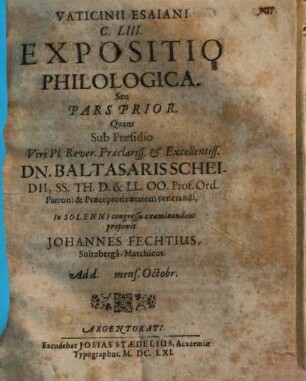 VATICINII ESAIANI
C. LIII.
EXPOSITIO
PHILOLOGICA.
Seu
PARS PRIOR.
Quam
Sub Præsidio
Viri Pl. Rever. Præclariss. & Excellentiss.
DN. BALTASARIS SCHEI-
DII, SS. TH. D. & LL. OO. Prof. Ord.
Patroni & Præceptoris ætatem venerandi,
In SOLENNI congressu examinandam
proponit
JOHANNES FECHTIUS,
Sultzbergâ-Marchicus.
Ad d. mens. Octobr.
ARGENTORATI.
Excudebat JOSIAS STÆDELIUS, Academiæ
Typographus. M. DC. LXI.